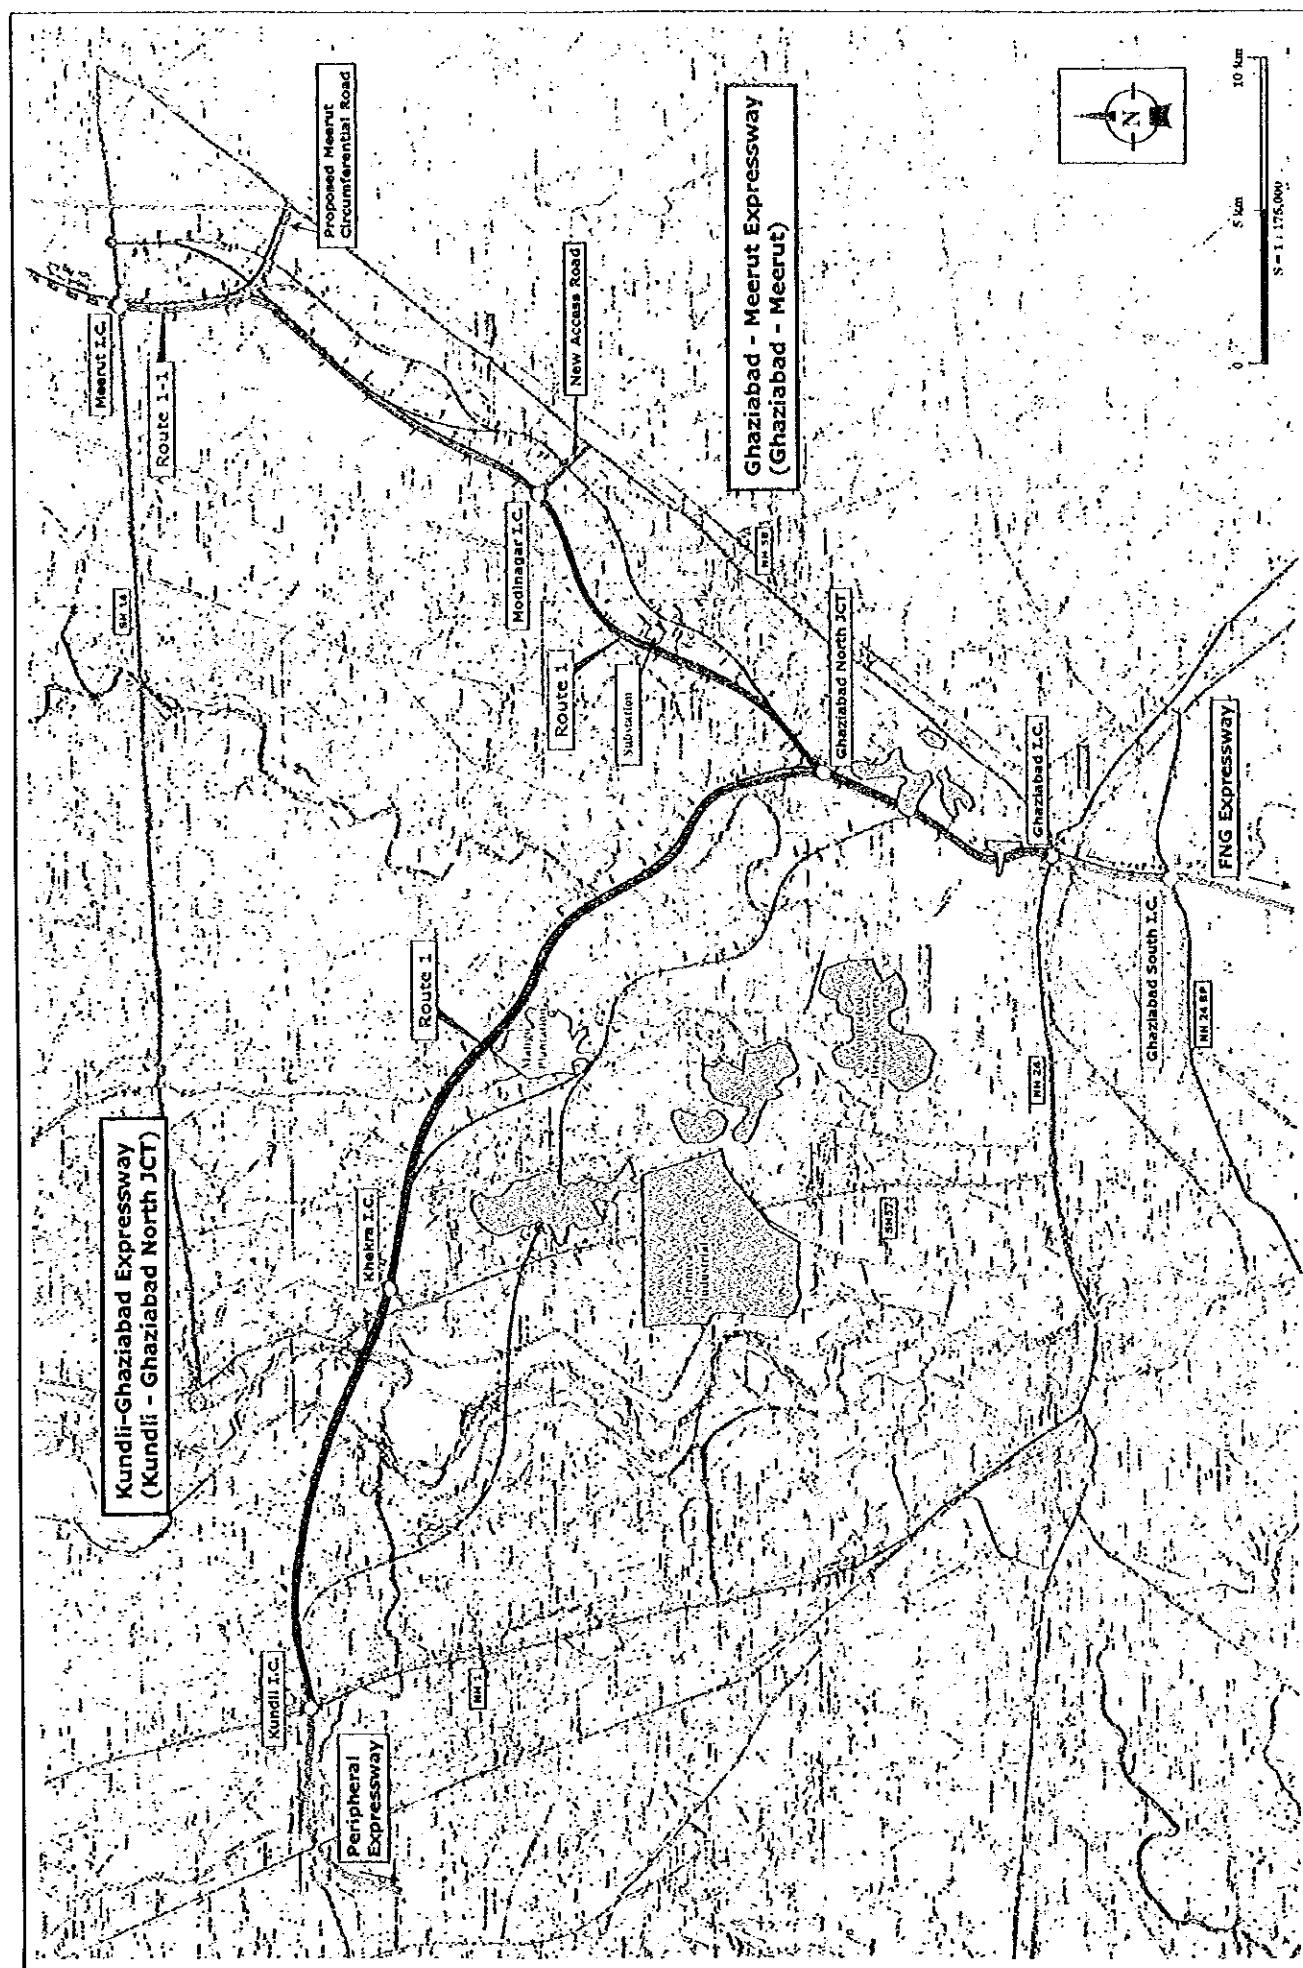 Kundli-Ghaziabad Expressway
(Kundli - Ghaziabad North JCT)
Kundli I.C.
Peripheral
Expressway
NH 1
Khekra I.C.
Route 1
Mango
Plantation
SH 14
Meerut I.C.
Route 1-1
Proposed Meerut
Circumferential Road
Modinagar I.C.
New Access Road
Route 1
Subvration
NH 58
Ghaziabad - Meerut Expressway
(Ghaziabad - Meerut)
Ghaziabad North JCT
Industrial
SH57
NH 24
Ghaziabad I.C.
Ghaziabad South I.C.
NH 24 BP
FNG Expressway
N
0
5 km
10 km
S = 1 : 175,000